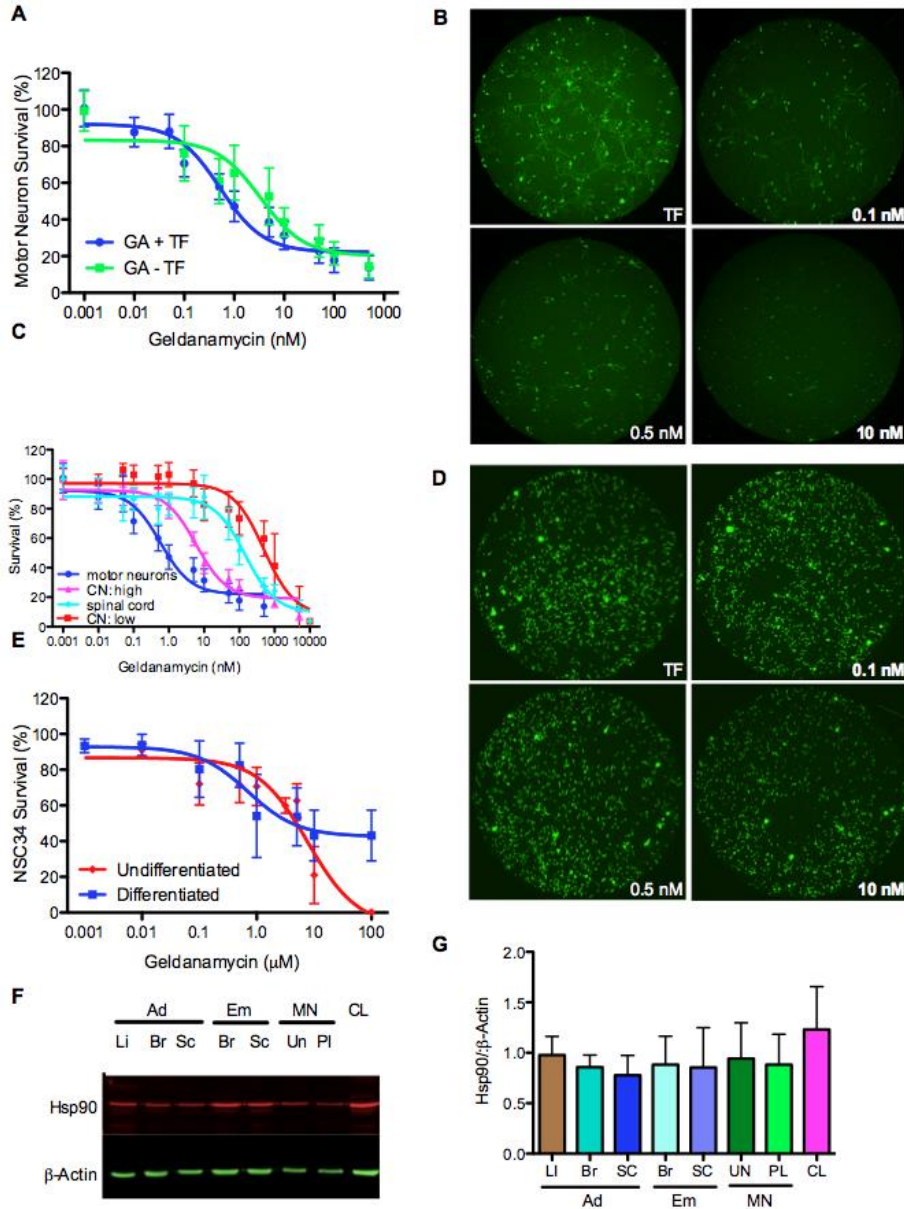 A
Motor Neuron Survival (%)
120
100
80
60
40
20
0
GA + TF
GA - TF
0.001 0.01 0.1 1.0 10 100 1000
Geldanamycin (nM)
B
TF
0.1 nM
0.5 nM
10 nM
C
Survival (%)
120
100
80
60
40
20
0
motor neurons
CN: high
spinal cord
CN: low
0.001 0.01 0.1 1.0 10 100 1000 10000
Geldanamycin (nM)
D
TF
0.1 nM
0.5 nM
10 nM
E
NSC34 Survival (%)
120
100
80
60
40
20
0
Undifferentiated
Differentiated
0.001 0.01 0.1 1.0 10 100
Geldanamycin (μM)
F
Ad Em MN CL
Li Br Sc Br Sc Un Pl
Hsp90
β-Actin
G
Hsp90/:β-Actin
2.0
1.5
1.0
0.5
0.0
LI Br SC Br SC UN PL CL
Ad Em MN